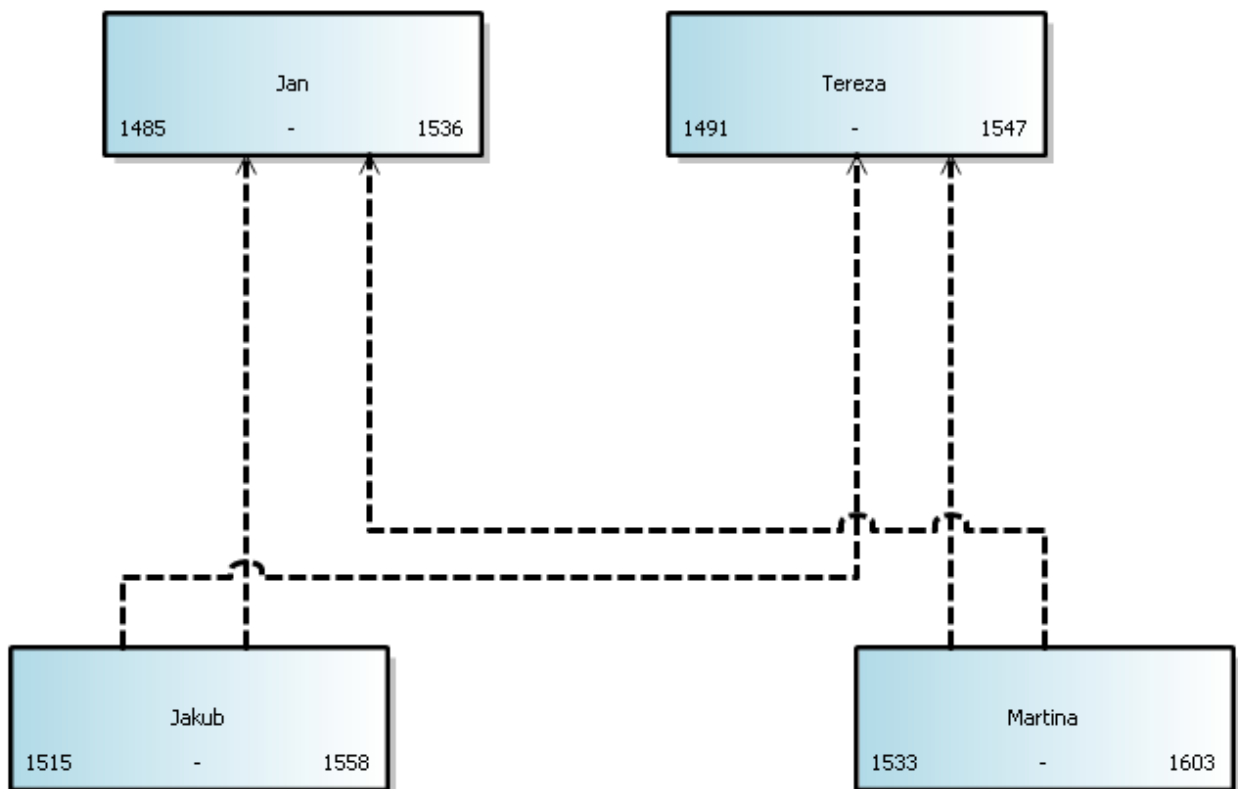 Jan
1485 - 1536
Tereza
1491 - 1547
Jakub
1515 - 1558
Martina
1533 - 1603